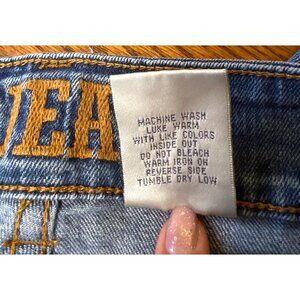 JEA
MACHINE WASH
LUKE WARM
WITH LIKE COLORS
INSIDE OUT
DO NOT BLEACH
WARM IRON ON
REVERSE SIDE
TUMBLE DRY LOW